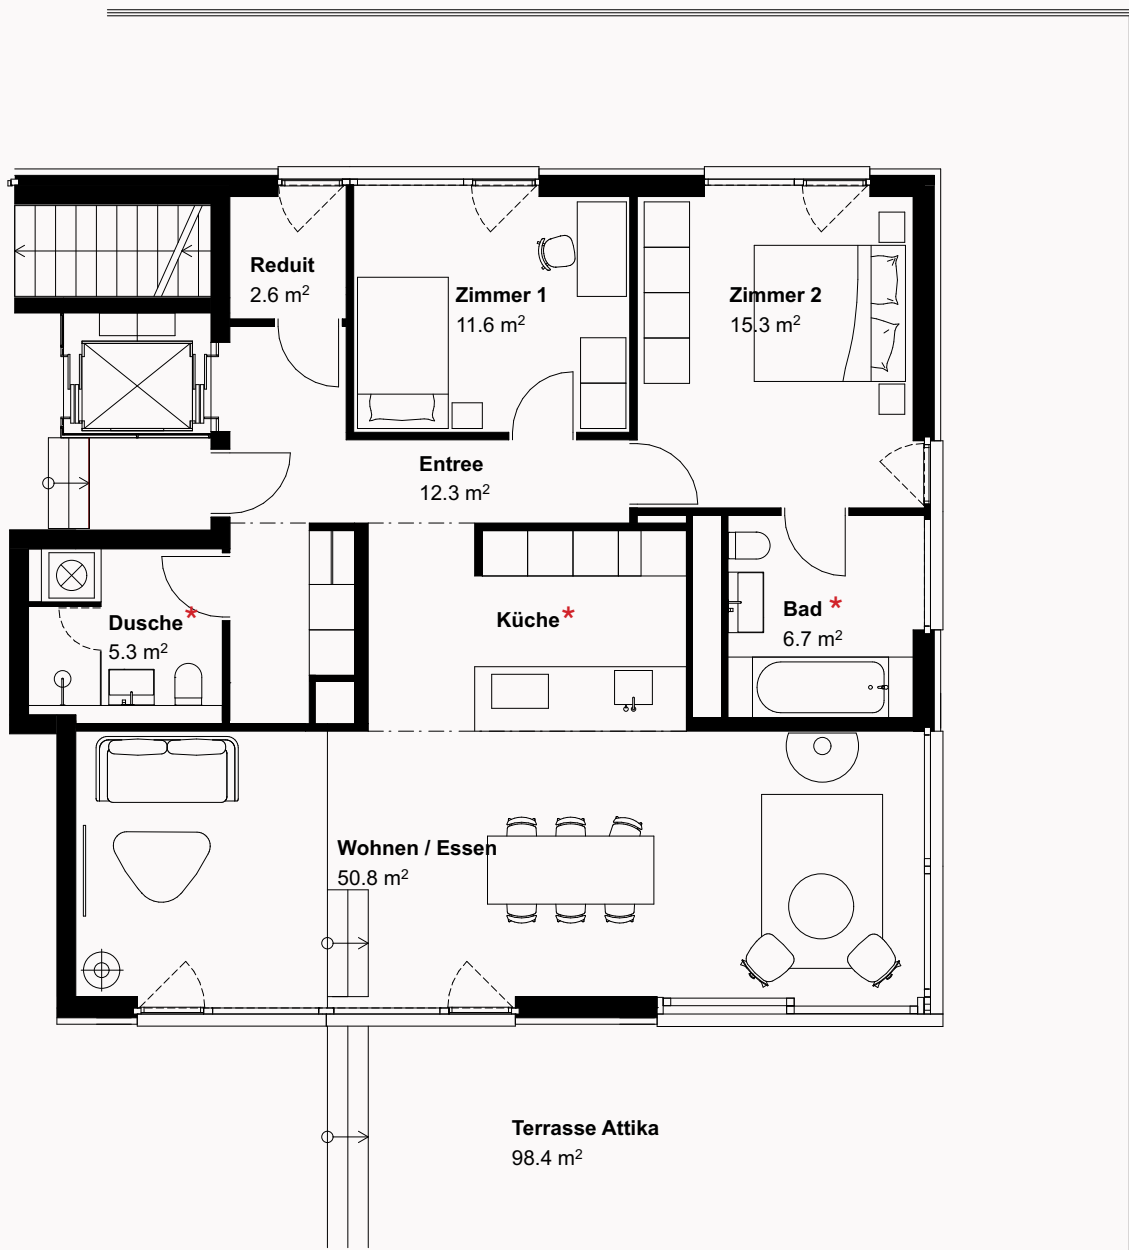 Reduit
2.6 m²
Zimmer 1
11.6 m²
Zimmer 2
15.3 m²
Entree
12.3 m²
Dusche*
5.3 m²
Küche*
Bad *
6.7 m²
Wohnen / Essen
50.8 m²
Terrasse Attika
98.4 m²